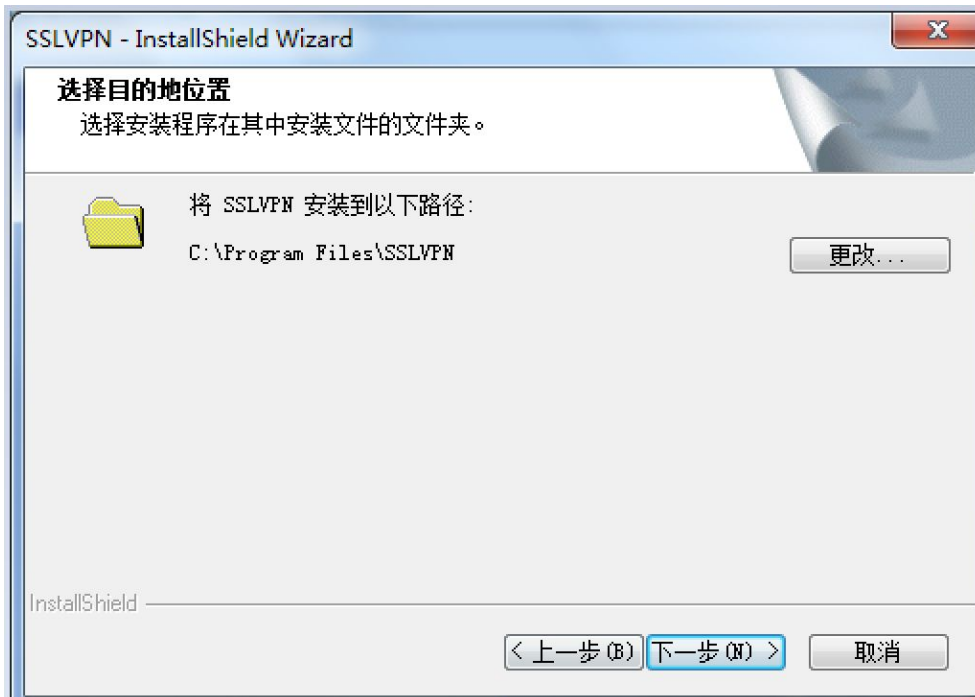 SSLVPN - InstallShield Wizard
选择目的地位置
选择安装程序在其中安装文件的文件夹。
将 SSLVPN 安装到以下路径:
C:\Program Files\SSLVPN
更改...
InstallShield
< 上一步(B) 下一步(N) > 取消